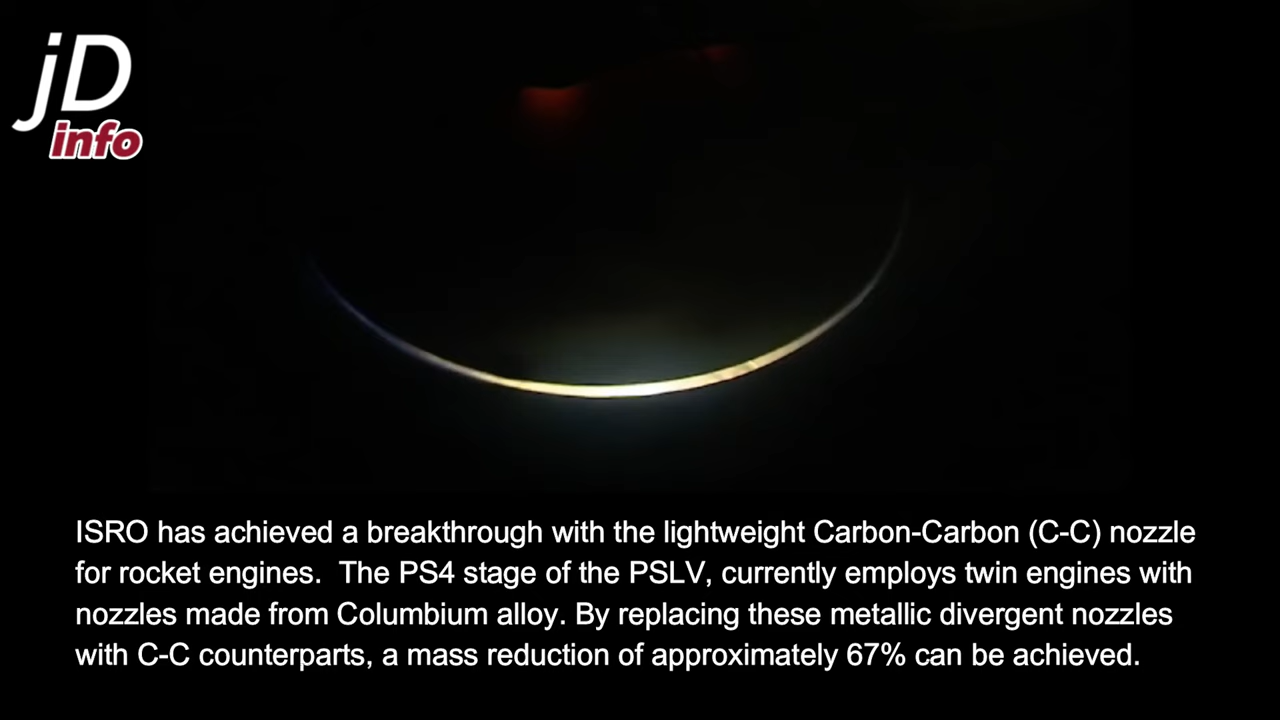 jD
info
ISRO has achieved a breakthrough with the lightweight Carbon-Carbon (C-C) nozzle
for rocket engines.  The PS4 stage of the PSLV, currently employs twin engines with
nozzles made from Columbium alloy. By replacing these metallic divergent nozzles
with C-C counterparts, a mass reduction of approximately 67% can be achieved.